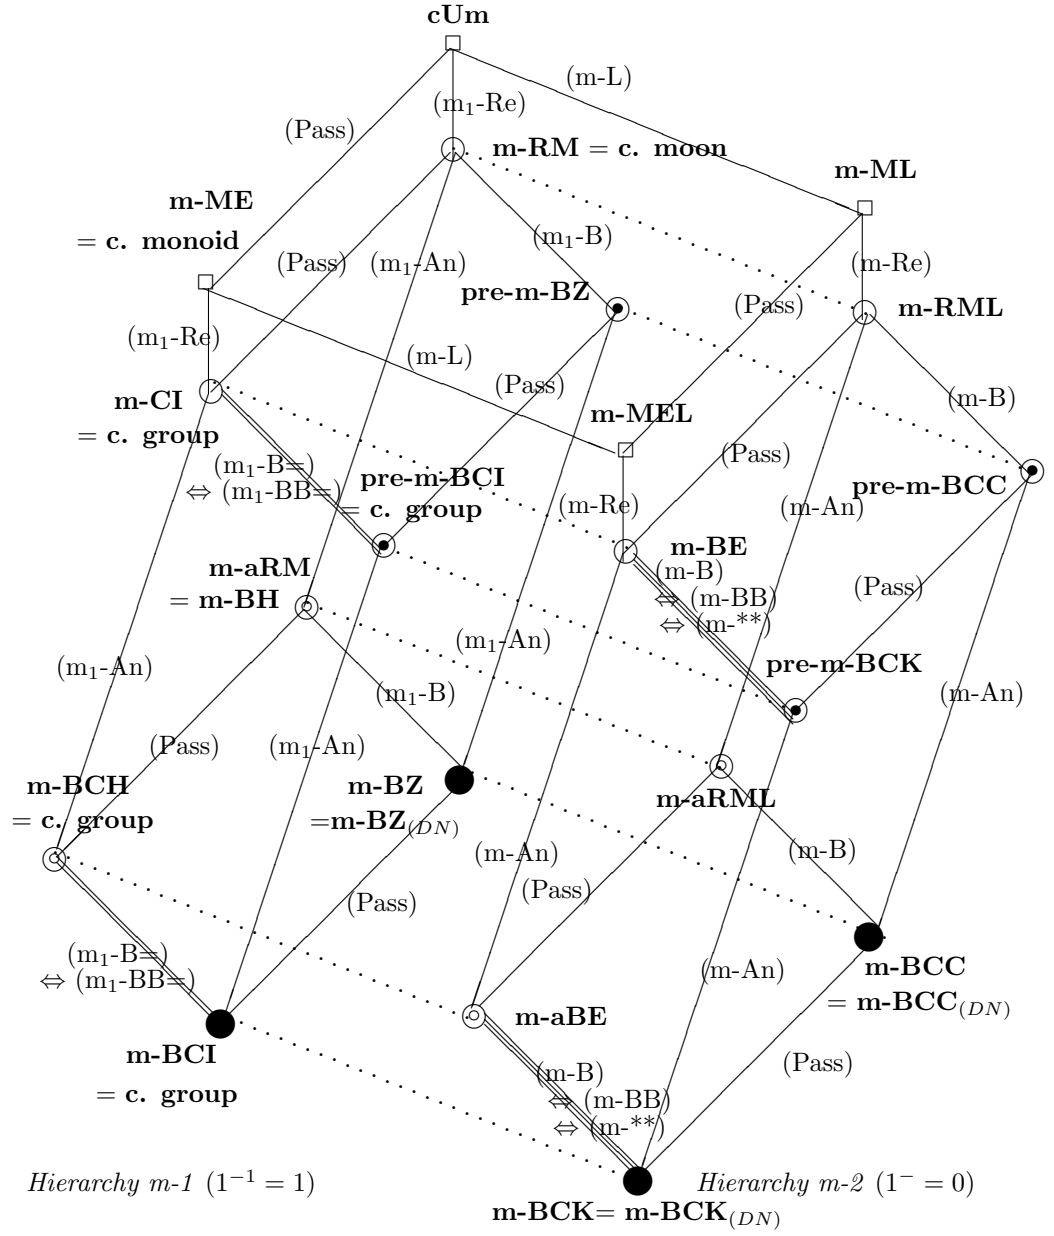 cUm
(m-L)
(m₁-Re)
(Pass)
m-RM = c. moon
m-ML
m-ME
= c. monoid
(m₁-B)
(Pass)
(m₁-An)
(m-Re)
pre-m-BZ
(Pass)
m-RML
(m₁-Re)
(m-L)
(Pass)
m-CI
(m-B)
m-MEL
= c. group
(Pass)
(m₁-B=)
pre-m-BCI
pre-m-BCC
⇔ (m₁-BB=)
= c. group
(m-Re)
(m-An)
m-BE
m-aRM
(m-B)
(Pass)
= m-BH
⇔ (m-BB)
⇔ (m-**)
(m₁-An)
(m₁-An)
pre-m-BCK
(m₁-B)
(m-An)
(Pass)
(m₁-An)
m-BCH
m-BZ
m-aRML
= c. group
=m-BZ(DN)
(m-An)
(m-B)
(Pass)
(Pass)
(m₁-B=)
⇔ (m₁-BB=)
(m-An)
m-BCC
= m-BCC(DN)
m-aBE
m-BCI
(Pass)
(m-B)
= c. group
⇔ (m-BB)
⇔ (m-**)
Hierarchy m-1 (1⁻¹ = 1)
Hierarchy m-2 (1⁻ = 0)
m-BCK= m-BCK(DN)